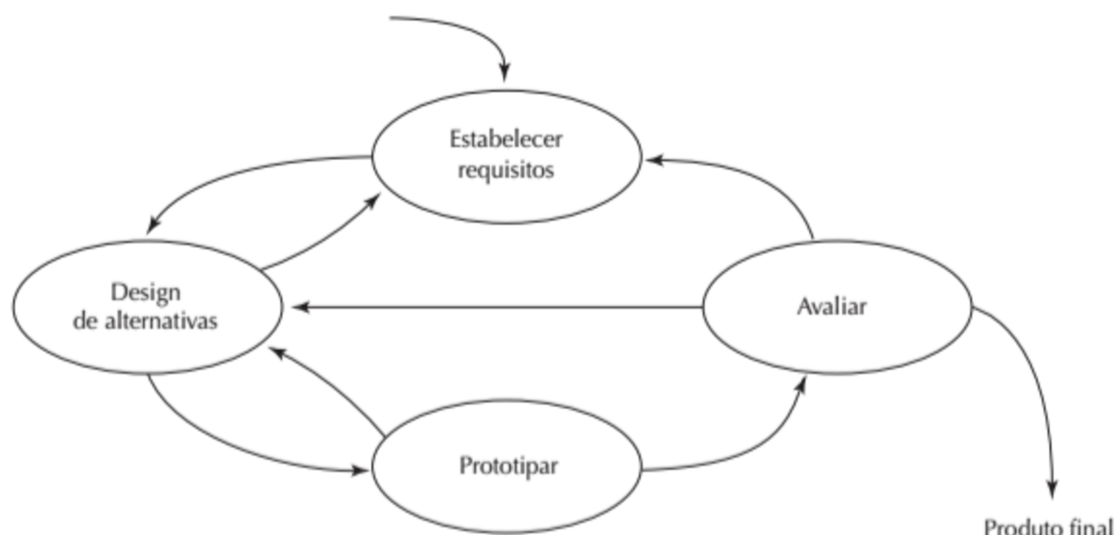 Estabelecer
requisitos
Design
de alternativas
Avaliar
Prototipar
Produto final